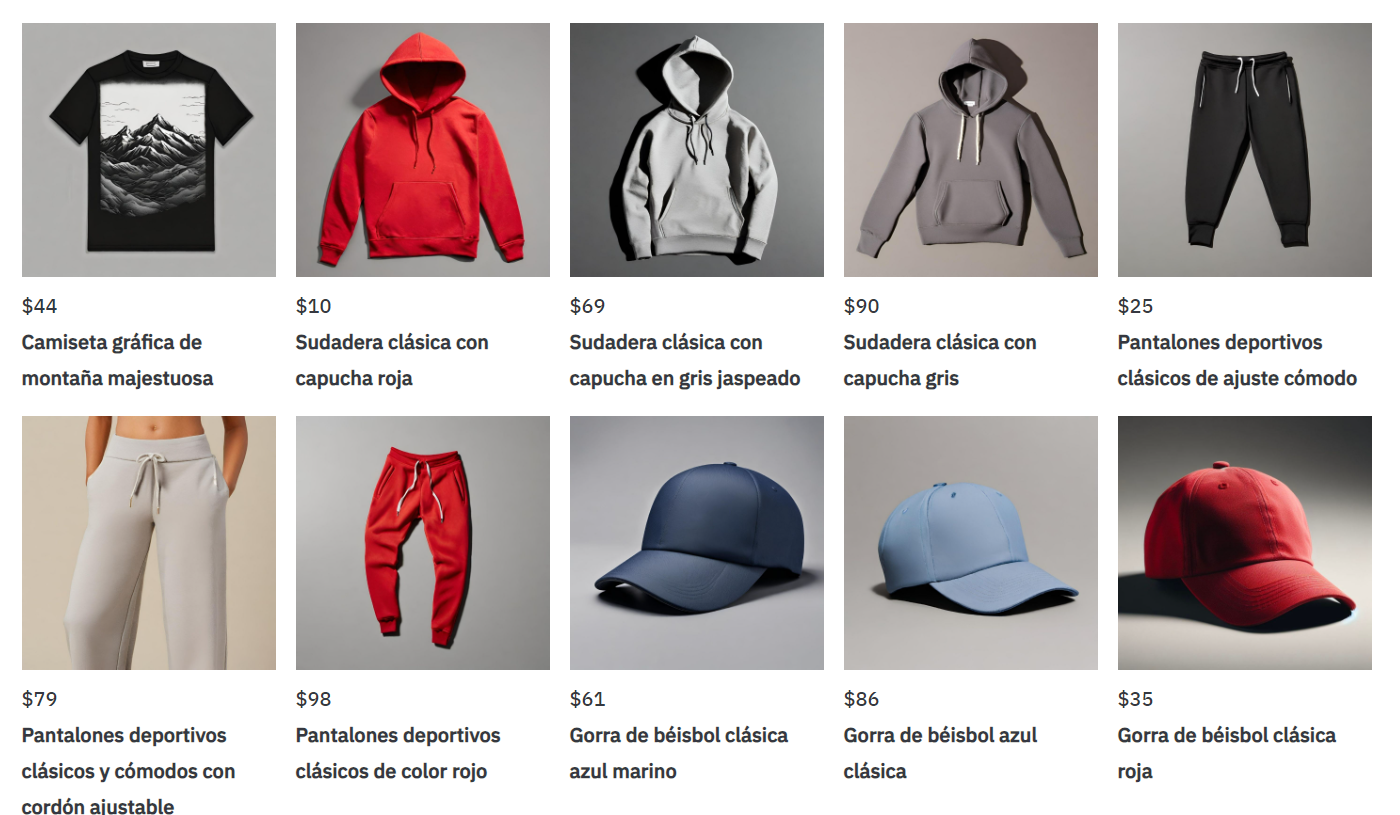 $44
Camiseta gráfica de
montaña majestuosa
$10
Sudadera clásica con
capucha roja
$69
Sudadera clásica con
capucha en gris jaspeado
$90
Sudadera clásica con
capucha gris
$25
Pantalones deportivos
clásicos de ajuste cómodo
$79
Pantalones deportivos
clásicos y cómodos con
cordón ajustable
$98
Pantalones deportivos
clásicos de color rojo
$61
Gorra de béisbol clásica
azul marino
$86
Gorra de béisbol azul
clásica
$35
Gorra de béisbol clásica
roja